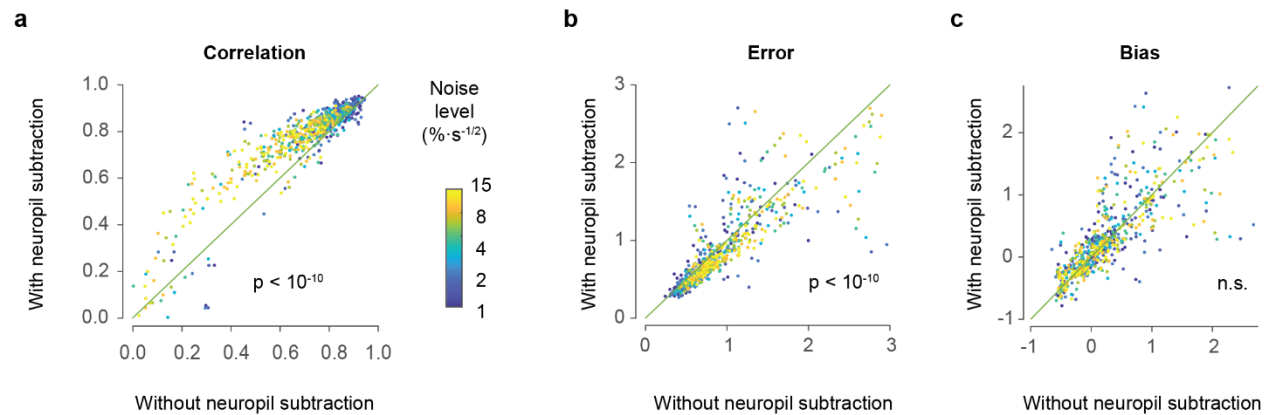 a
Correlation
With neuropil subtraction
1.0
0.8
0.6
0.4
0.2
0.0
0.0 0.2 0.4 0.6 0.8 1.0
p < 10⁻¹⁰
Without neuropil subtraction
Noise
level
(%·s⁻¹/²)
15
8
4
2
1
b
Error
With neuropil subtraction
3
2
1
0
0 1 2 3
p < 10⁻¹⁰
Without neuropil subtraction
c
Bias
With neuropil subtraction
2
1
0
-1
-1 0 1 2
n.s.
Without neuropil subtraction